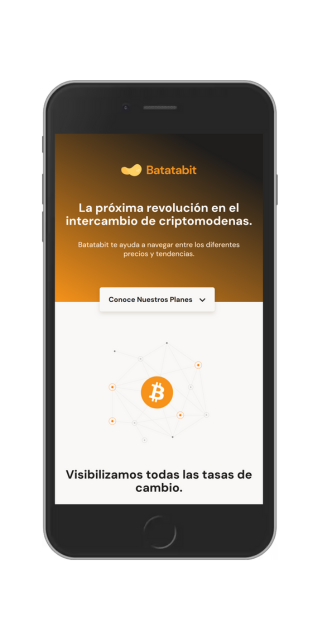 Batatabit
La próxima revolución en el
intercambio de criptomodenas.
Batatabit te ayuda a navegar entre los diferentes
precios y tendencias.
Conoce Nuestros Planes
Visibilizamos todas las tasas de
cambio.